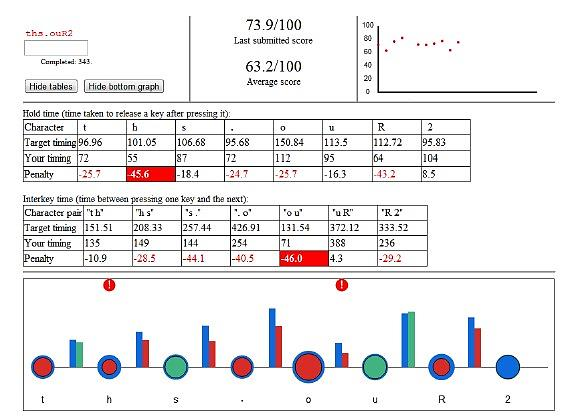 ths.ouR2
Completed: 343.
Hide tables Hide bottom graph
73.9/100
Last submitted score
63.2/100
Average score
100
80
60
40
20
0
Hold time (time taken to release a key after pressing it):
Character t h s . o u R 2
Target timing 96.96 101.05 106.68 95.68 150.84 113.5 112.72 95.83
Your timing 72 55 87 72 112 95 64 104
Penalty -25.7 -45.6 -18.4 -24.7 -25.7 -16.3 -43.2 8.5
Interkey time (time between pressing one key and the next):
Character pair "t h" "h s" "s ." ". o" "o u" "u R" "R 2"
Target timing 151.51 208.33 257.44 426.91 131.54 372.12 333.52
Your timing 135 149 144 254 71 388 236
Penalty -10.9 -28.5 -44.1 -40.5 -46.0 4.3 -29.2
! !
t h s . o u R 2